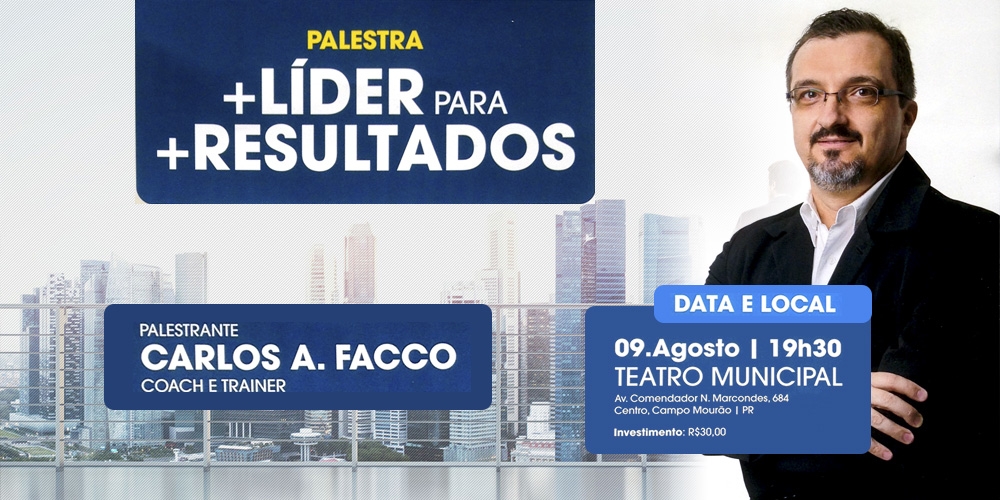 PALESTRA
+LÍDER PARA
+RESULTADOS
PALESTRANTE
CARLOS A. FACCO
COACH E TRAINER
DATA E LOCAL
09.Agosto | 19h30
TEATRO MUNICIPAL
Av. Comendador N. Marcondes, 684
Centro, Campo Mourão | PR
Investimento: R$30,00